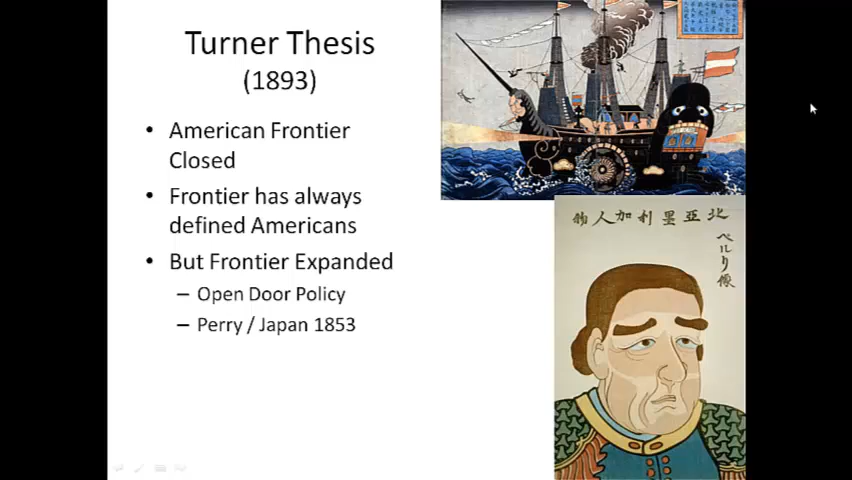 Turner Thesis
(1893)
• American Frontier
Closed
• Frontier has always
defined Americans
• But Frontier Expanded
– Open Door Policy
– Perry / Japan 1853
北亜墨利加人物
ペルリ像